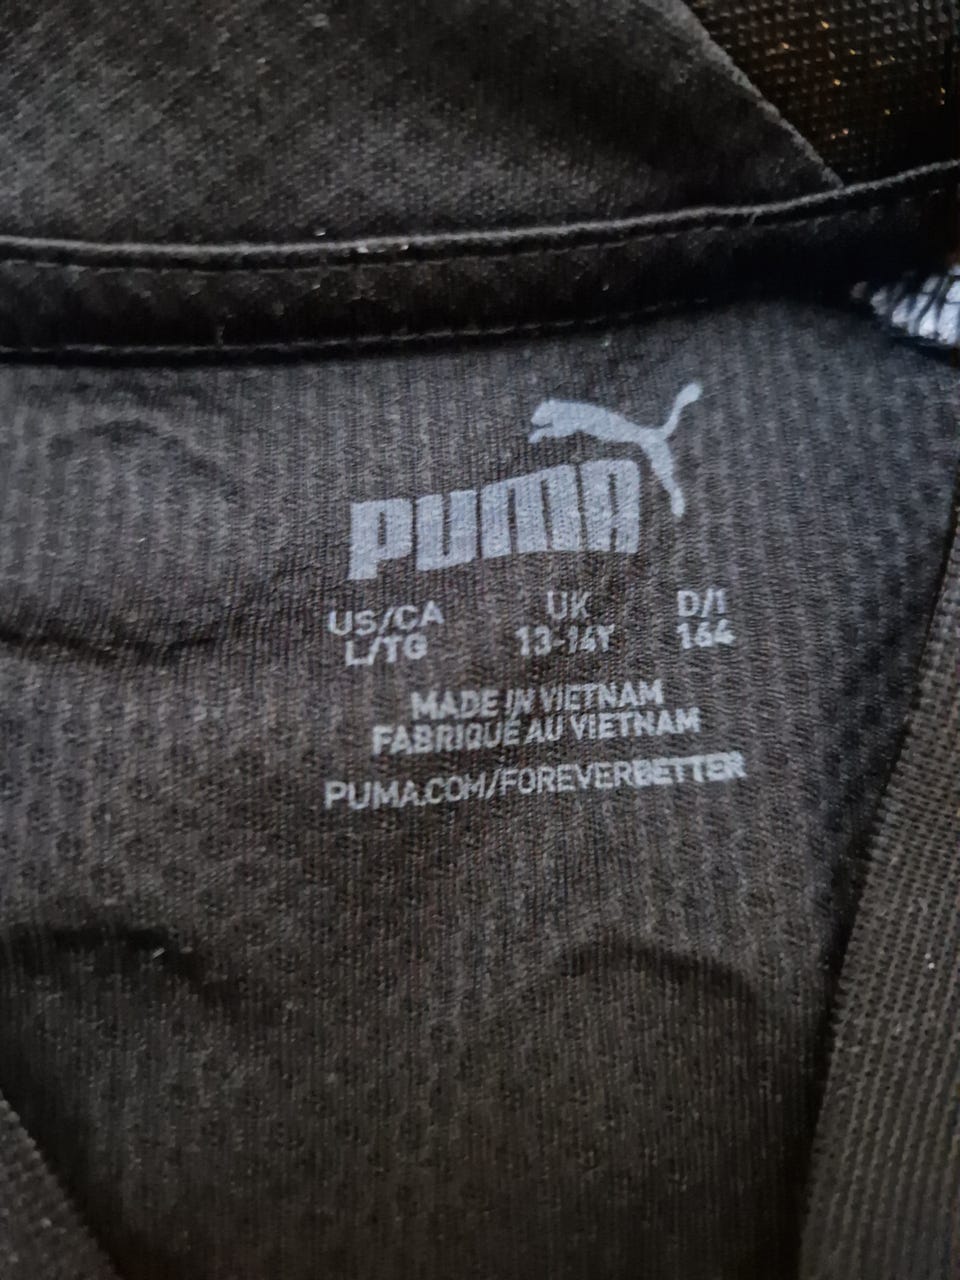 PUMA
US/CA UK D/I
L/TG 13-14Y 164
MADE IN VIETNAM
FABRIQUÉ AU VIETNAM
PUMA.COM/FOREVERBETTER